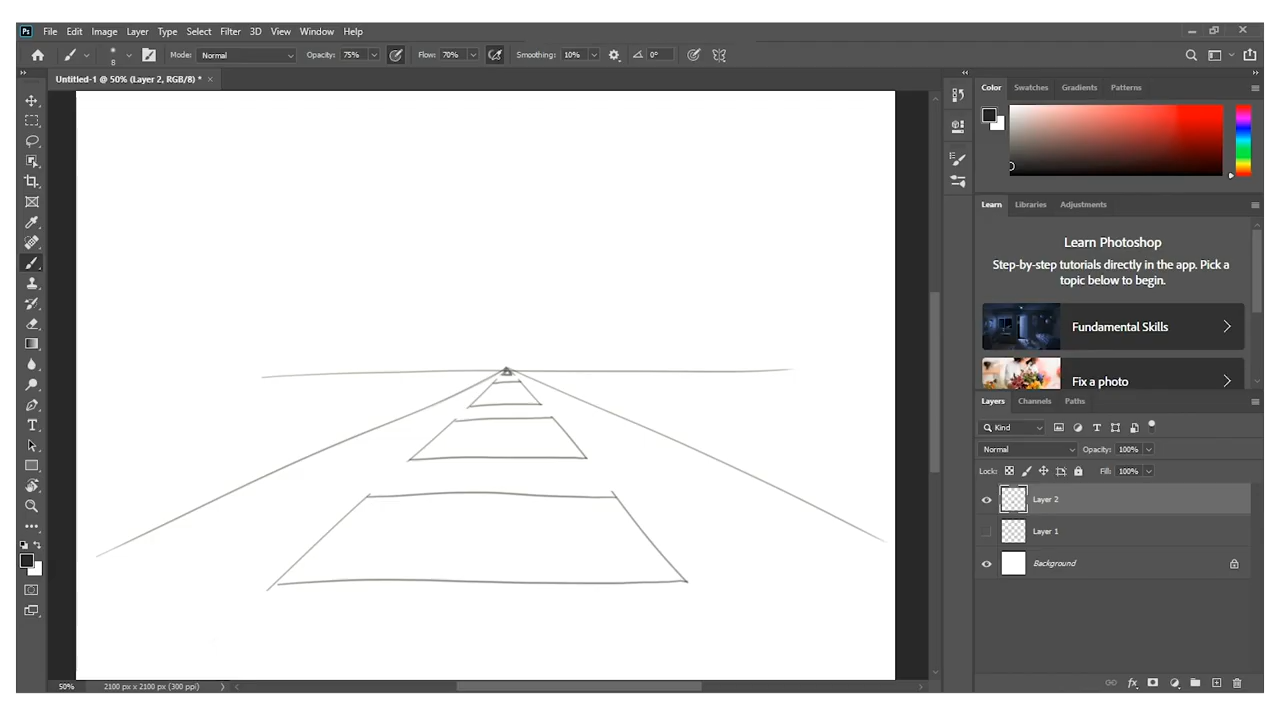 Ps File Edit Image Layer Type Select Filter 3D View Window Help
8 Mode: Normal Opacity: 75% Flow: 70% Smoothing: 10% 0°
Untitled-1 @ 50% (Layer 2, RGB/8) * ×
Color Swatches Gradients Patterns
Learn Libraries Adjustments
Learn Photoshop
Step-by-step tutorials directly in the app. Pick a
topic below to begin.
Fundamental Skills
Fix a photo
Layers Channels Paths
Kind
Normal Opacity: 100%
Lock: Fill: 100%
Layer 2
Layer 1
Background
50% 2100 px x 2100 px (300 ppi)